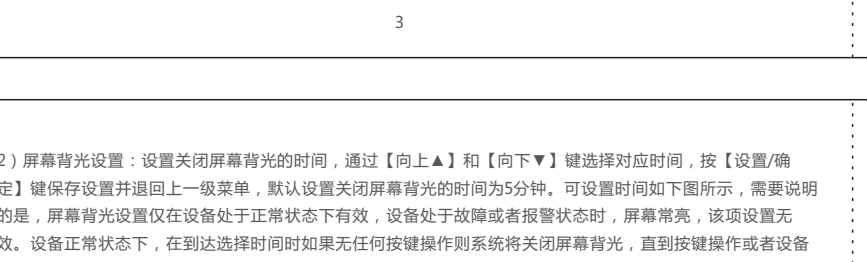 3
2）屏幕背光设置：设置关闭屏幕背光的时间，通过【向上▲】和【向下▼】键选择对应时间，按【设置/确
定】键保存设置并退回上一级菜单，默认设置关闭屏幕背光的时间为5分钟。可设置时间如下图所示，需要说明
的是，屏幕背光设置仅在设备处于正常状态下有效，设备处于故障或者报警状态时，屏幕常亮，该项设置无
效。设备正常状态下，在到达选择时间时如果无任何按键操作则系统将关闭屏幕背光，直到按键操作或者设备